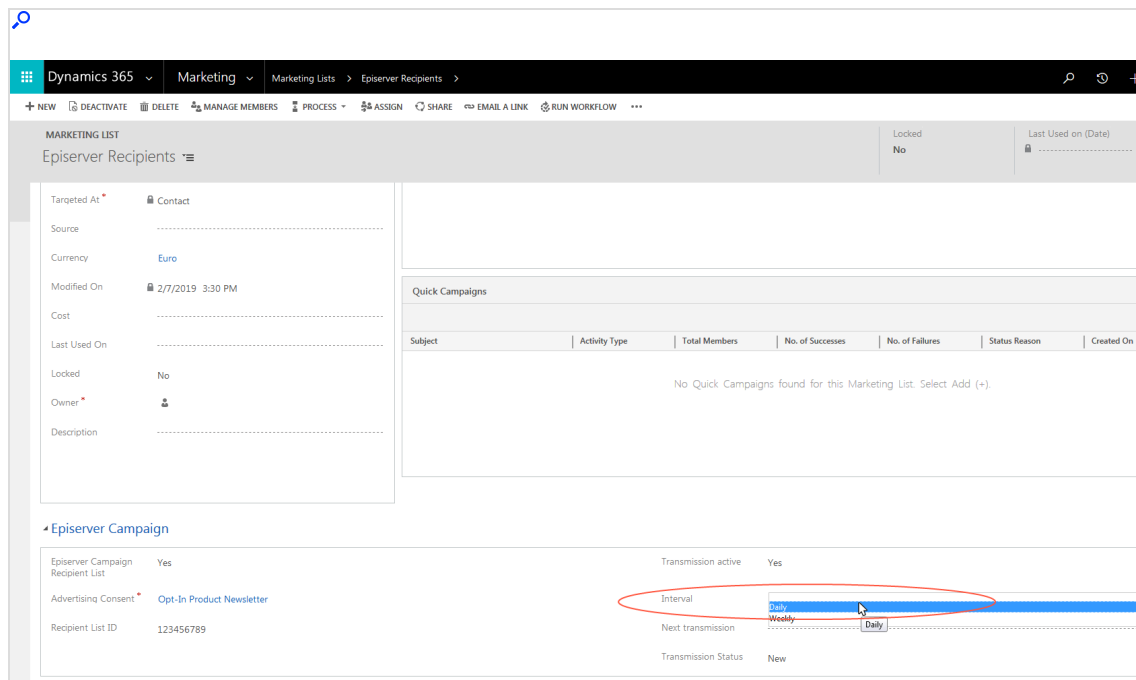 Dynamics 365 Marketing Marketing Lists > Episerver Recipients >
NEW DEACTIVATE DELETE MANAGE MEMBERS PROCESS ASSIGN SHARE EMAIL A LINK RUN WORKFLOW •••
MARKETING LIST
Episerver Recipients
Locked
No
Last Used on (Date)
Targeted At* Contact
Source
Currency Euro
Modified On 2/7/2019 3:30 PM
Cost
Last Used On
Locked No
Owner*
Description
Quick Campaigns
Subject Activity Type Total Members No. of Successes No. of Failures Status Reason Created On
No Quick Campaigns found for this Marketing List. Select Add (+).
Episerver Campaign
Episerver Campaign
Recipient List Yes
Advertising Consent* Opt-In Product Newsletter
Recipient List ID 123456789
Transmission active Yes
Interval
Daily
Weekly
Daily
Next transmission
Transmission Status New